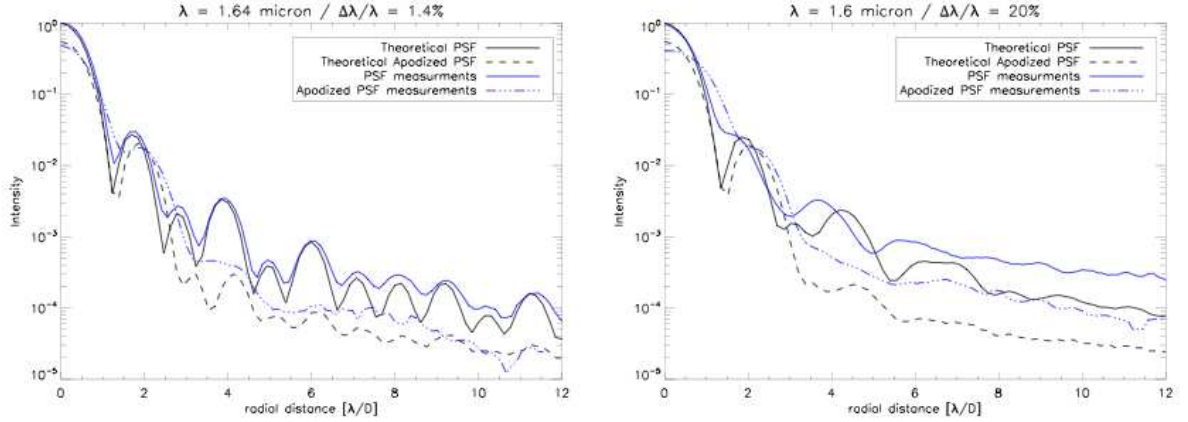 λ = 1.64 micron / Δλ/λ = 1.4%
Theoretical PSF
Theoretical Apodized PSF
PSF measurments
Apodized PSF measurements
Intensity
10⁰
10⁻¹
10⁻²
10⁻³
10⁻⁴
10⁻⁵
0 2 4 6 8 10 12
radial distance [λ/D]
λ = 1.6 micron / Δλ/λ = 20%
Theoretical PSF
Theoretical Apodized PSF
PSF measurments
Apodized PSF measurements
Intensity
10⁰
10⁻¹
10⁻²
10⁻³
10⁻⁴
10⁻⁵
0 2 4 6 8 10 12
radial distance [λ/D]